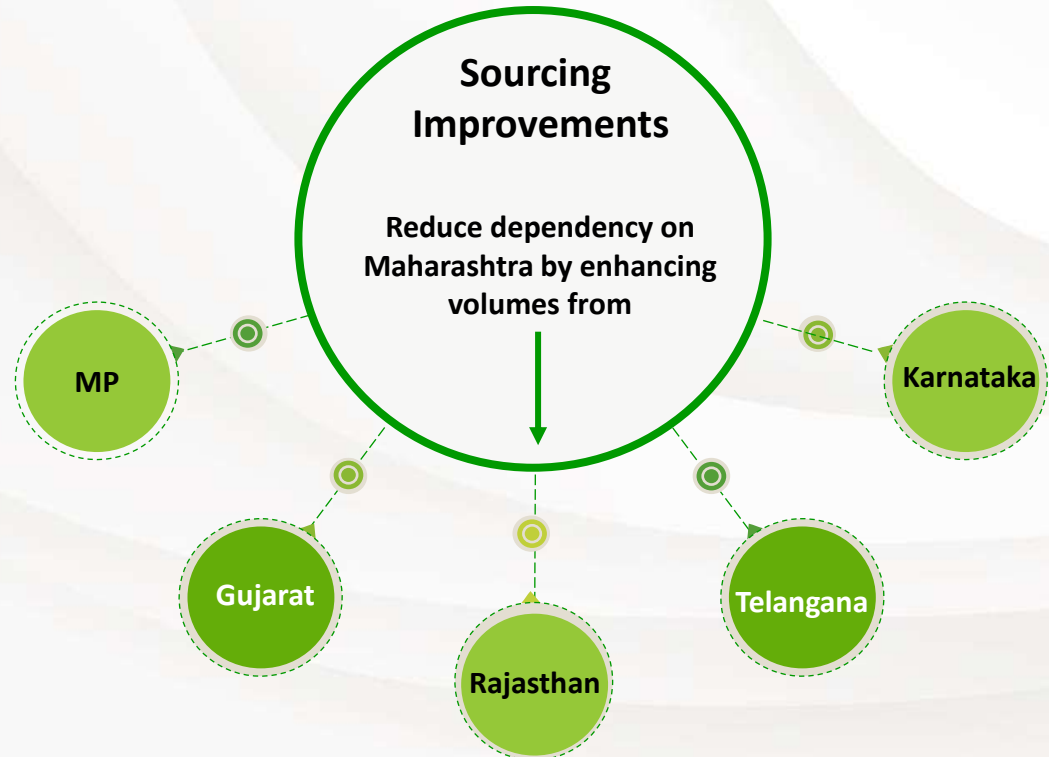 Sourcing
Improvements
Reduce dependency on
Maharashtra by enhancing
volumes from
MP
Gujarat
Rajasthan
Telangana
Karnataka